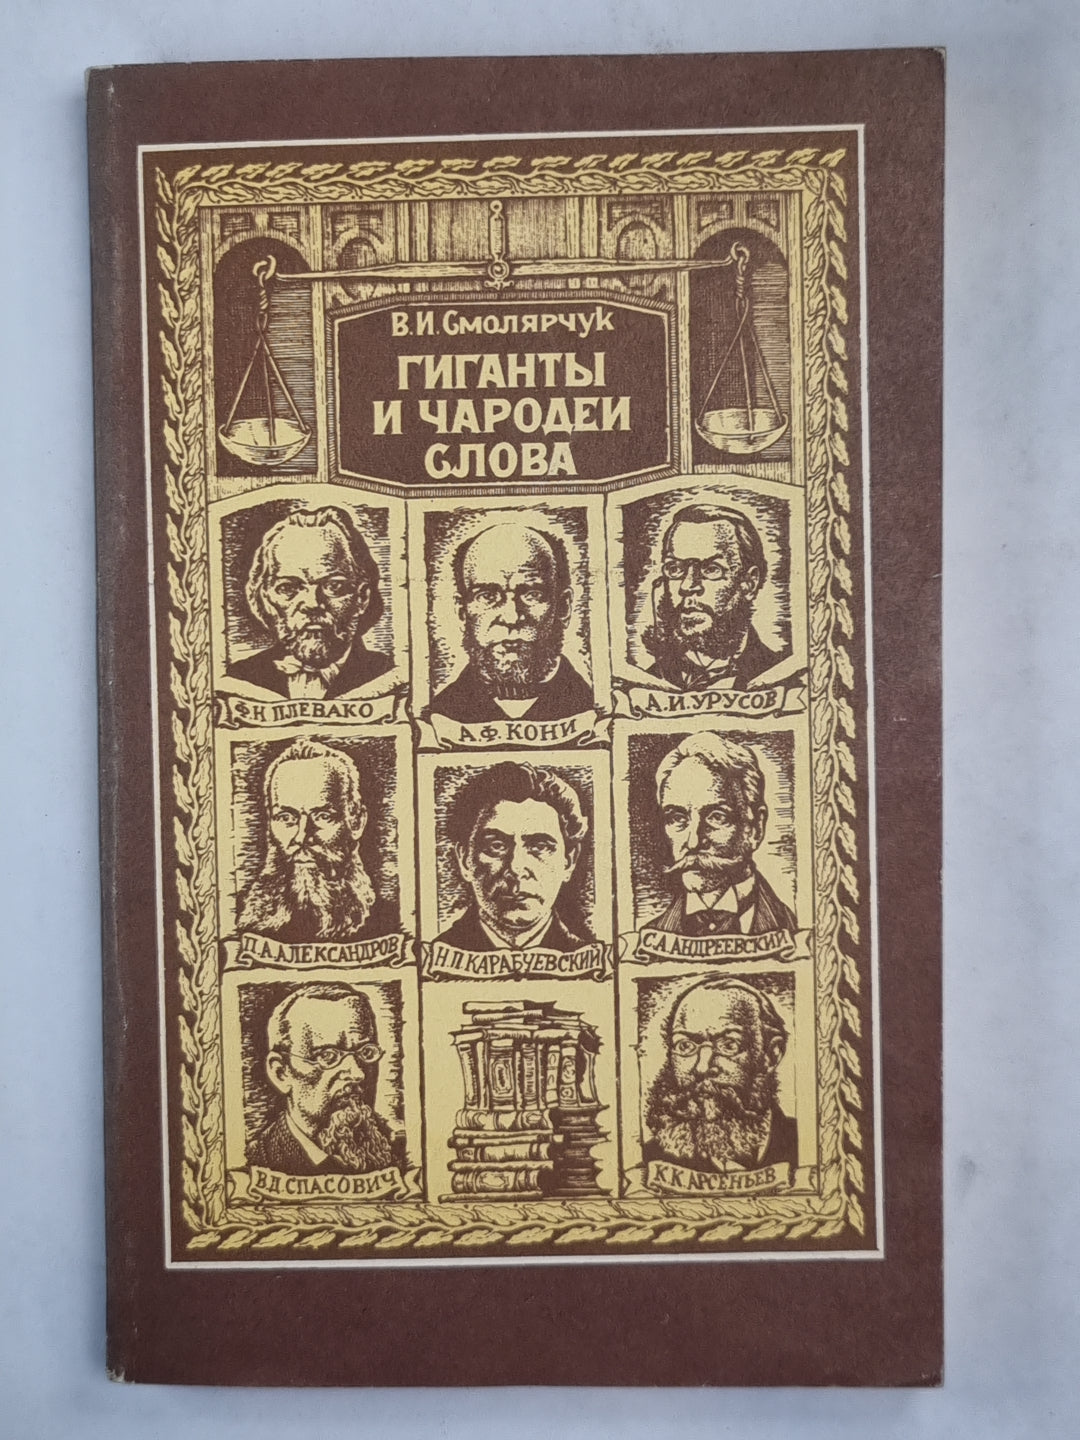 В.И.Смолярчук
ГИГАНТЫ
И ЧАРОДЕИ
СЛОВА
Ф.Н ПЛЕВАКО
А.Ф.КОНИ
А.И.УРУСОВ
П.А.АЛЕКСАНДРОВ
Н П КАРАБЧЕВСКИЙ
С.А.АНДРЕЕВСКИЙ
В Д СПАСОВИЧ
К К АРСЕНЬЕВ